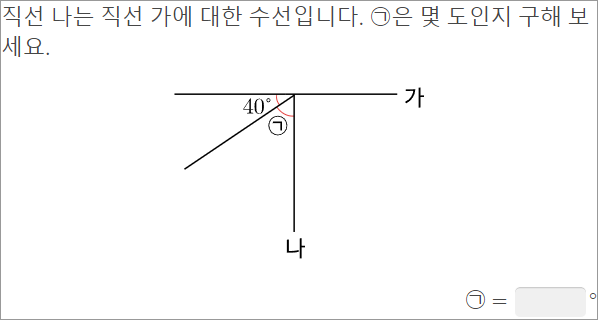 직선 나는 직선 가에 대한 수선입니다. ㉠은 몇 도인지 구해 보
세요.
가
40°
㉠
나
㉠ = °